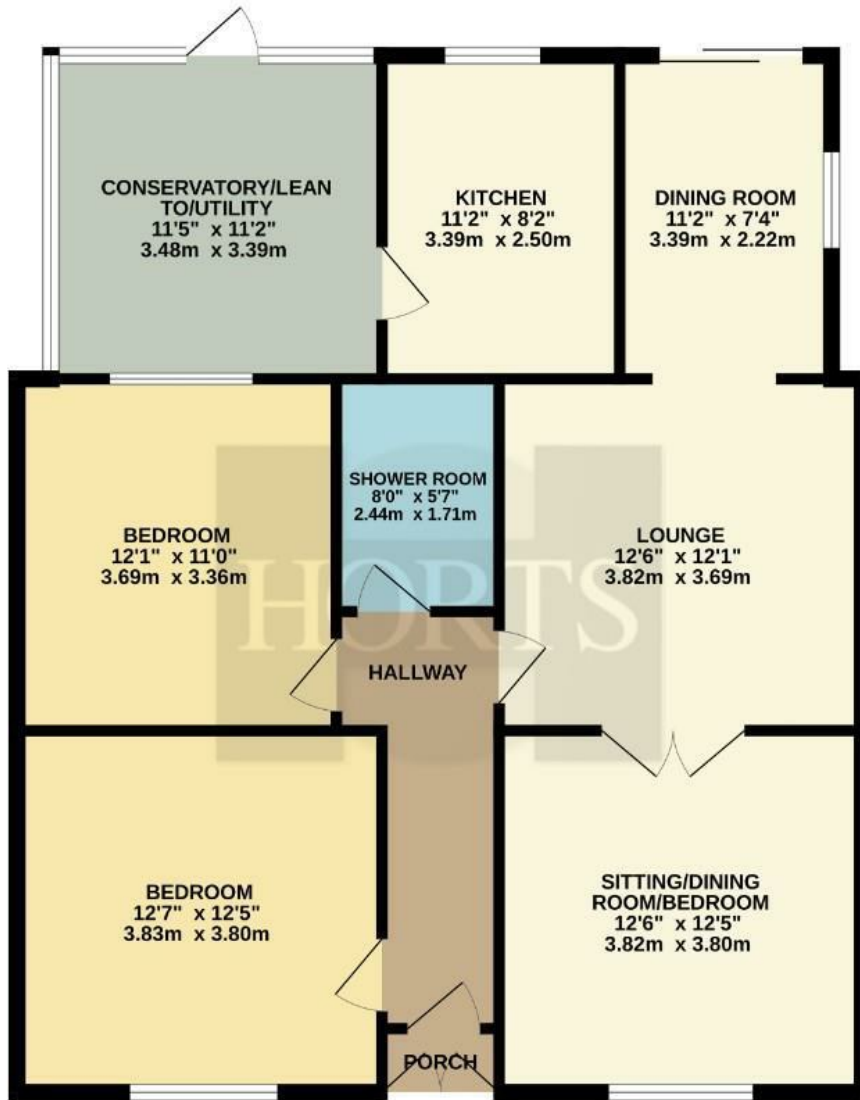 CONSERVATORY/LEAN
TO/UTILITY
11'5" x 11'2"
3.48m x 3.39m
KITCHEN
11'2" x 8'2"
3.39m x 2.50m
DINING ROOM
11'2" x 7'4"
3.39m x 2.22m
SHOWER ROOM
8'0" x 5'7"
2.44m x 1.71m
BEDROOM
12'1" x 11'0"
3.69m x 3.36m
LOUNGE
12'6" x 12'1"
3.82m x 3.69m
HORTS
HALLWAY
BEDROOM
12'7" x 12'5"
3.83m x 3.80m
SITTING/DINING
ROOM/BEDROOM
12'6" x 12'5"
3.82m x 3.80m
PORCH